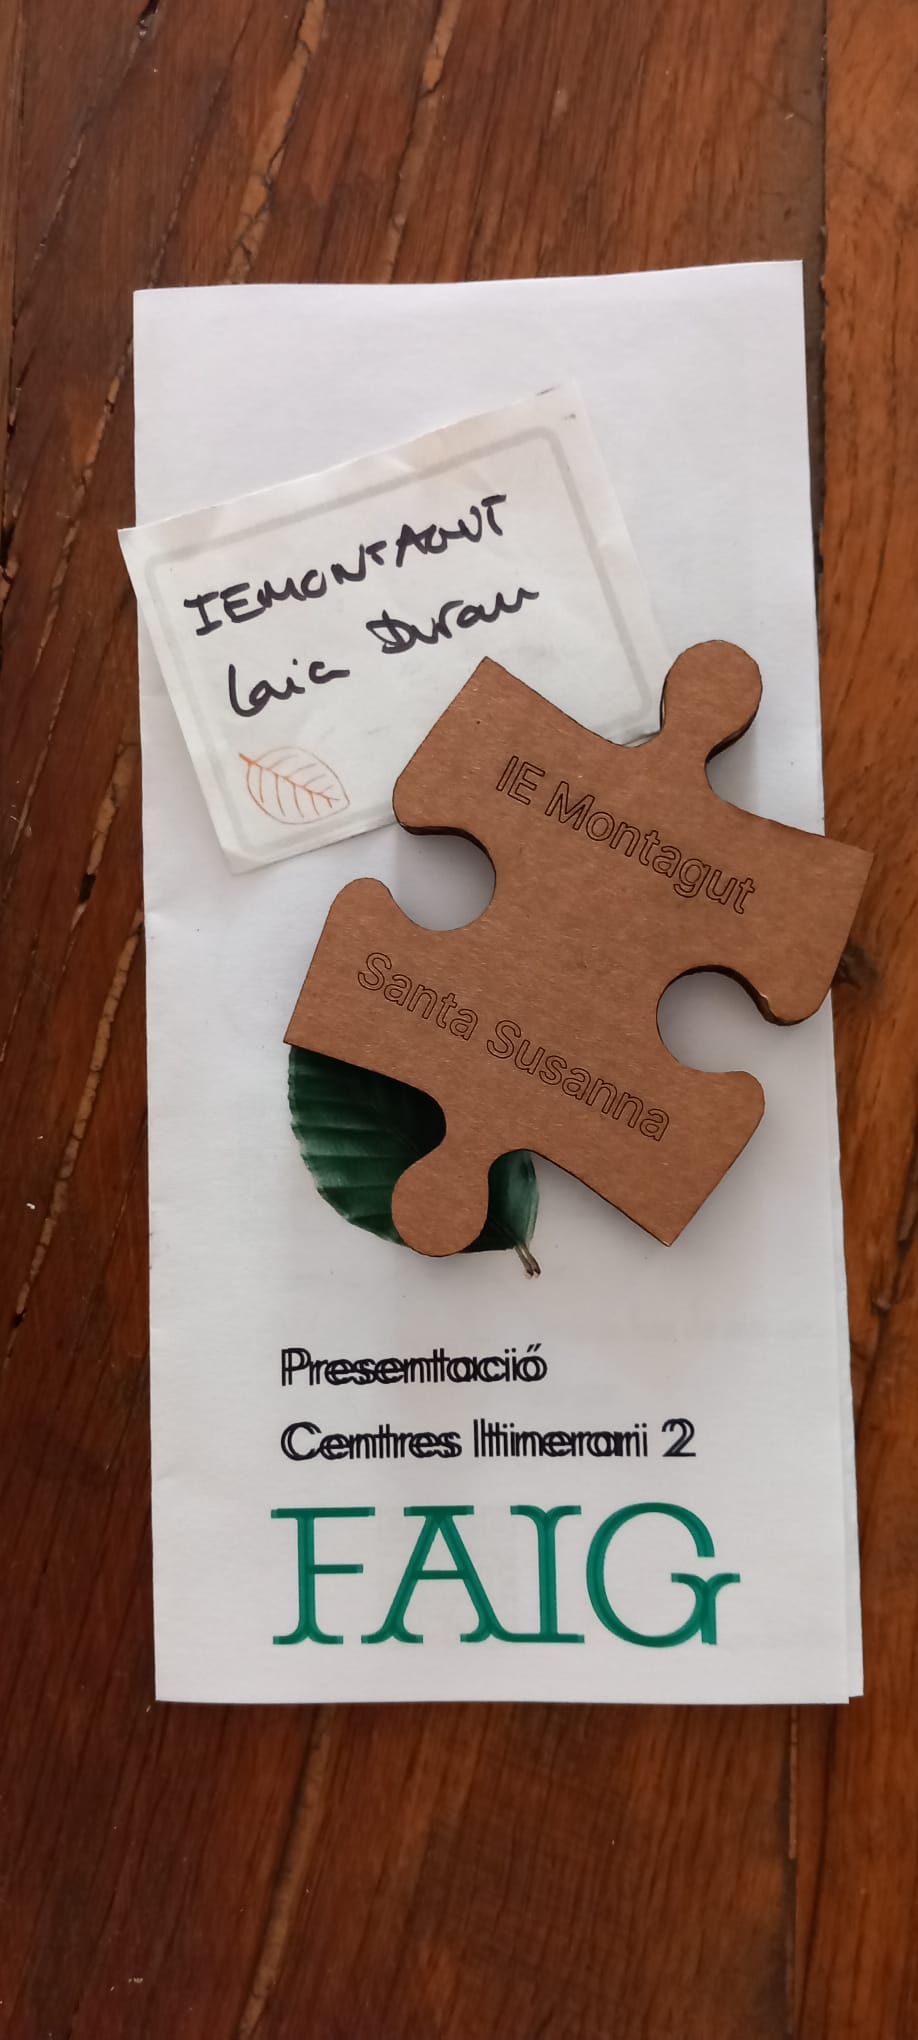 IEMONTAGUT
Laia Duran
IE Montagut
Santa Susanna
Presentació
Centres Itinerari 2
FAIG